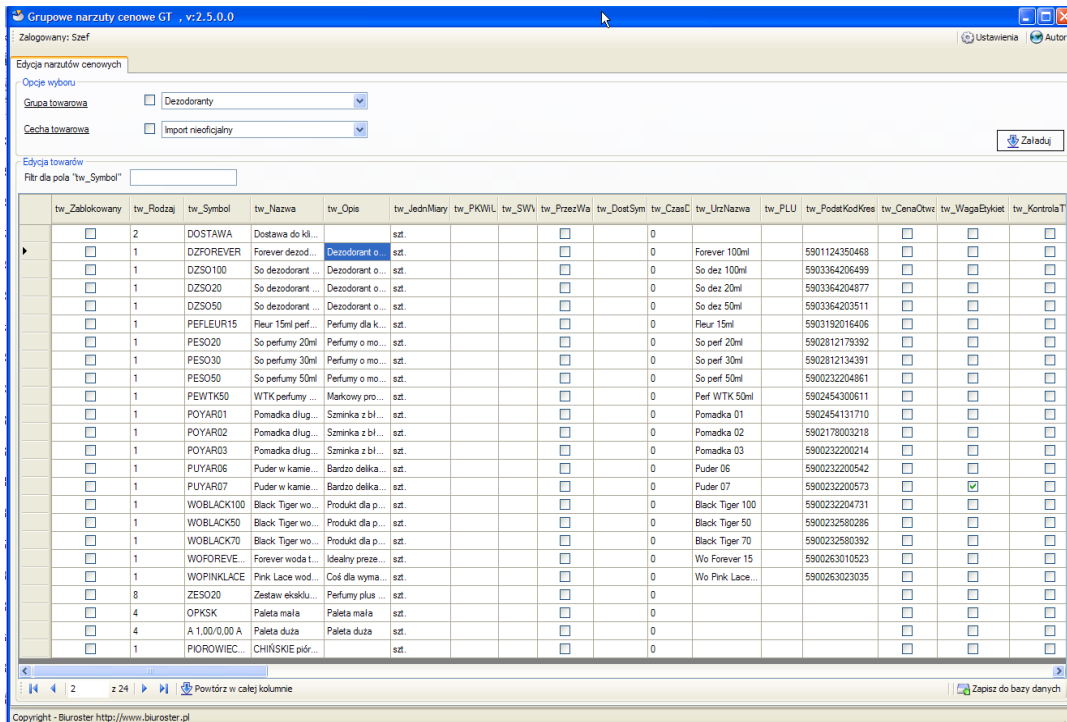 Grupowe narzuty cenowe GT , v:2.5.0.0
Zalogowany: Szef Ustawienia Autor
Edycja narzutów cenowych
Opcje wyboru
Grupa towarowa Dezodoranty
Cecha towarowa Import nieoficjalny
Załaduj
Edycja towarów
Filtr dla pola "tw_Symbol"
tw_Zablokowany tw_Rodzaj tw_Symbol tw_Nazwa tw_Opis tw_JednMiary tw_PKWiU tw_SWW tw_PrzezWa tw_DostSym tw_CzasD tw_UrzNazwa tw_PLU tw_PodstKodKres tw_CenaOtwa tw_WagaEtykiet tw_KontrolaT
2 DOSTAWA Dostawa do kli... szt. 0
1 DZFOREVER Forever dezod... Dezodorant o... szt. 0 Forever 100ml 5901124350468
1 DZSO100 So dezodorant ... Dezodorant o... szt. 0 So dez 100ml 5903364206499
1 DZSO20 So dezodorant ... Dezodorant o... szt. 0 So dez 20ml 5903364204877
1 DZSO50 So dezodorant ... Dezodorant o... szt. 0 So dez 50ml 5903364203511
1 PEFLEUR15 Fleur 15ml perf... Perfumy dla k... szt. 0 Fleur 15ml 5903192016406
1 PESO20 So perfumy 20ml Perfumy o mo... szt. 0 So perf 20ml 5902812179392
1 PESO30 So perfumy 30ml Perfumy o mo... szt. 0 So perf 30ml 5902812134391
1 PESO50 So perfumy 50ml Perfumy o mo... szt. 0 So perf 50ml 5900232204861
1 PEWTK50 WTK perfumy ... Markowy pro... szt. 0 Perf WTK 50ml 5902454300611
1 POYAR01 Pomadka dług... Szminka z bł... szt. 0 Pomadka 01 5902454131710
1 POYAR02 Pomadka dług... Szminka z bł... szt. 0 Pomadka 02 5902178003218
1 POYAR03 Pomadka dług... Szminka z bł... szt. 0 Pomadka 03 5900232200214
1 PUYAR06 Puder w kamie... Bardzo delika... szt. 0 Puder 06 5900232200542
1 PUYAR07 Puder w kamie... Bardzo delika... szt. 0 Puder 07 5900232200573
1 WOBLACK100 Black Tiger wo... Produkt dla p... szt. 0 Black Tiger 100 5900232204731
1 WOBLACK50 Black Tiger wo... Produkt dla p... szt. 0 Black Tiger 50 5900232580286
1 WOBLACK70 Black Tiger wo... Produkt dla p... szt. 0 Black Tiger 70 5900232580392
1 WOFOREVE... Forever woda t... Idealny preze... szt. 0 Wo Forever 15 5900263010523
1 WOPINKLACE Pink Lace wod... Coś dla wyma... szt. 0 Wo Pink Lace... 5900263023035
8 ZESO20 Zestaw eksklu... Perfumy plus ... szt. 0
4 OPKSK Paleta mała Paleta mała szt. 0
4 A 1,00/0,00 A Paleta duża Paleta duża szt. 0
1 PIOROWIEC... CHIŃSKIE piór... szt. 0
2 z 24 Powtórz w całej kolumnie Zapisz do bazy danych
Copyright - Biuroster http://www.biuroster.pl